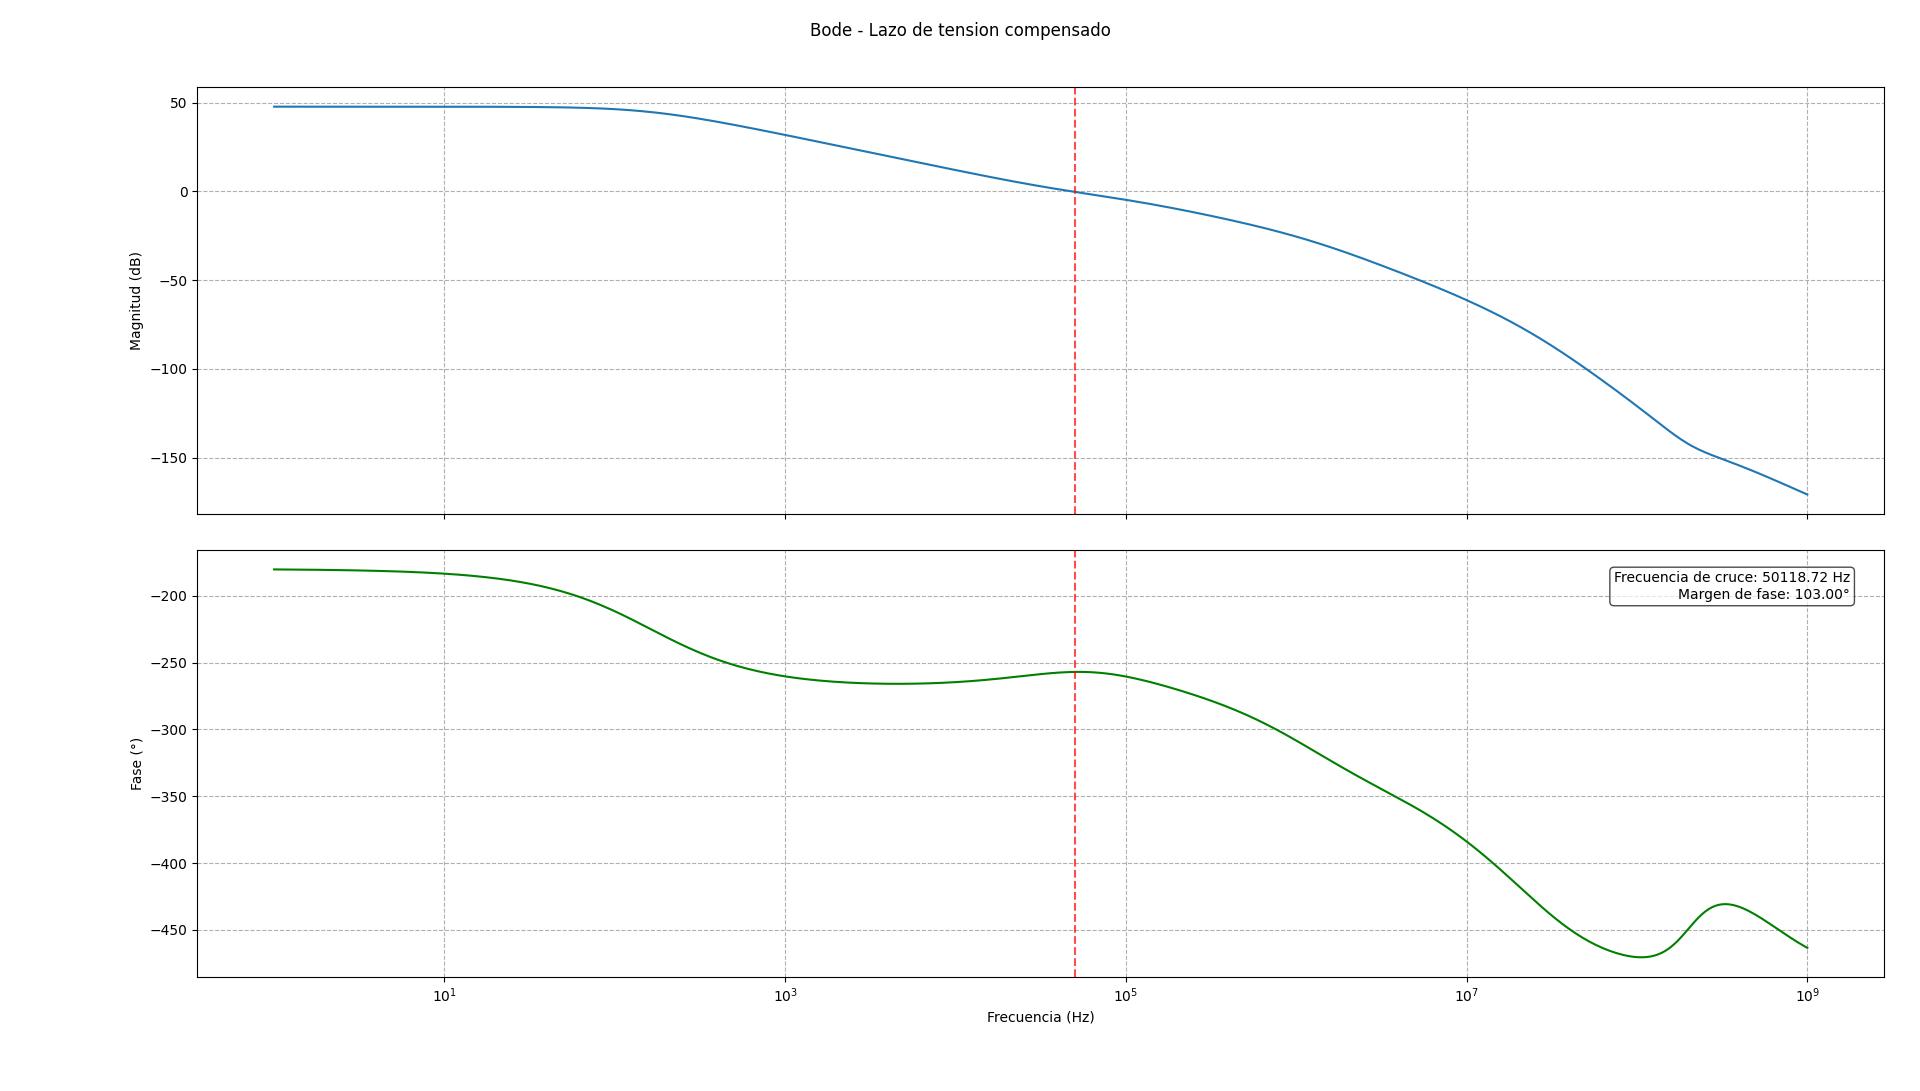 Bode - Lazo de tension compensado
50
0
−50
−100
−150
Magnitud (dB)
Frecuencia de cruce: 50118.72 Hz
Margen de fase: 103.00°
−200
−250
−300
−350
−400
−450
Fase (°)
10¹
10³
10⁵
10⁷
10⁹
Frecuencia (Hz)